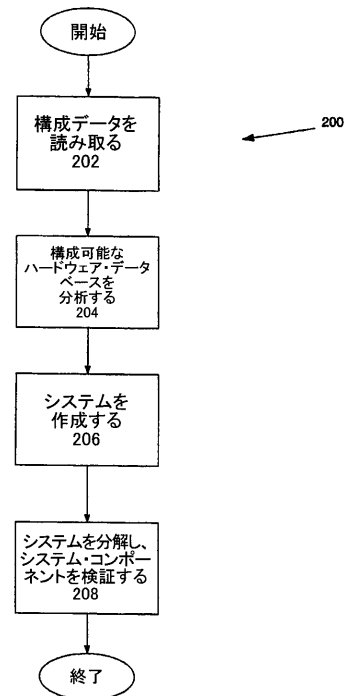 開始
構成データを
読み取る
202
200
構成可能な
ハードウェア・データ
ベースを
分析する
204
システムを
作成する
206
システムを分解し、
システム・コンポー
ネントを検証する
208
終了